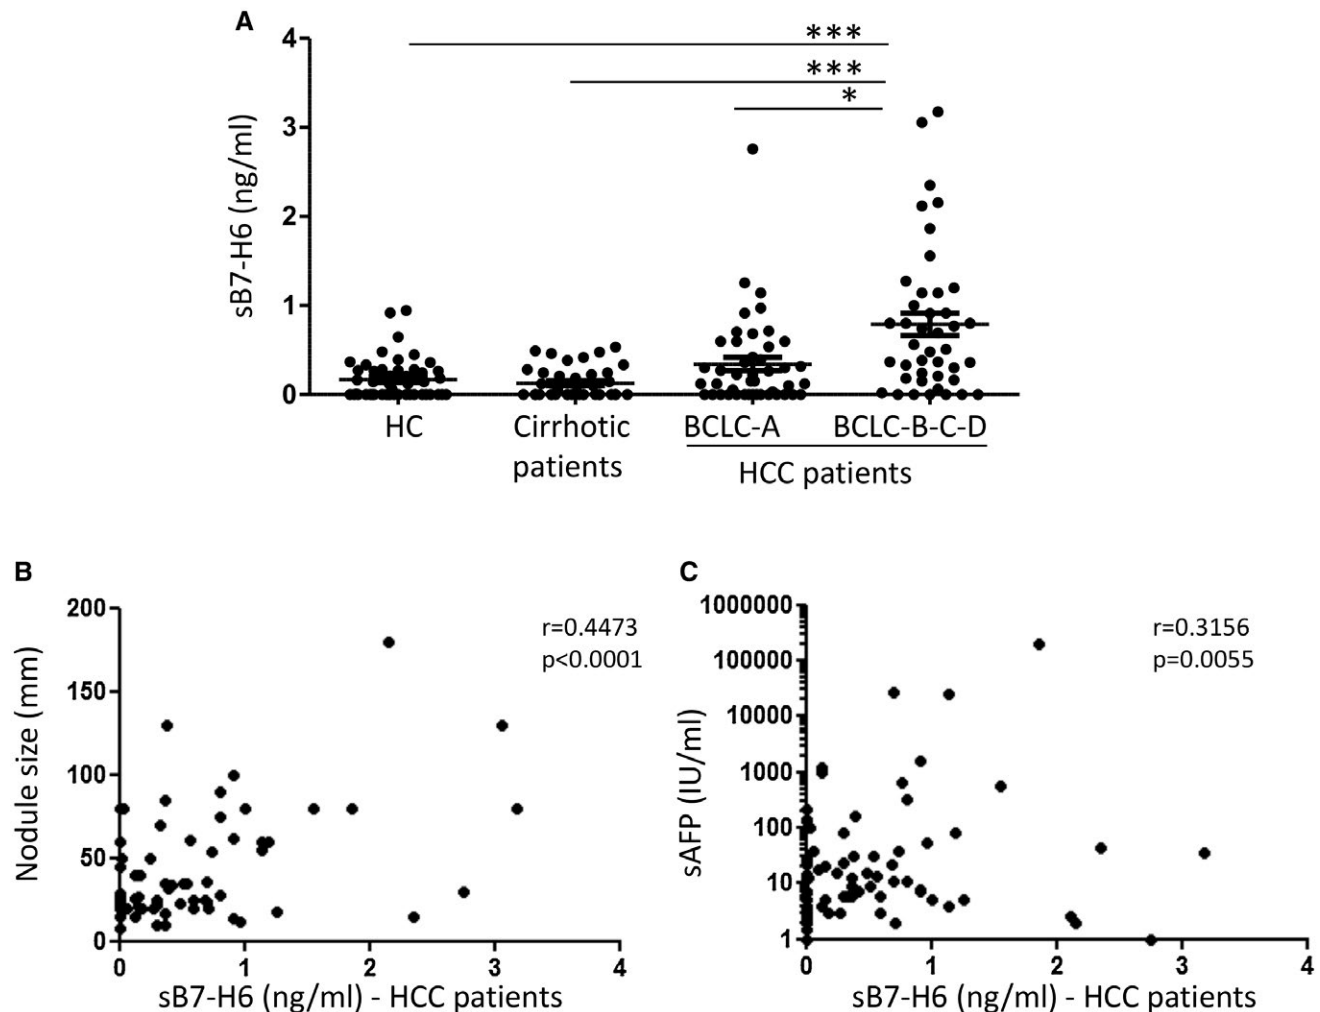 A
***
***
*
4
3
2
1
0
sB7-H6 (ng/ml)
HC
Cirrhotic
patients
BCLC-A
BCLC-B-C-D
HCC patients
B
200
150
100
50
0
Nodule size (mm)
r=0.4473
p<0.0001
0 1 2 3 4
sB7-H6 (ng/ml) - HCC patients
C
1000000
100000
10000
1000
100
10
1
sAFP (IU/ml)
r=0.3156
p=0.0055
0 1 2 3 4
sB7-H6 (ng/ml) - HCC patients